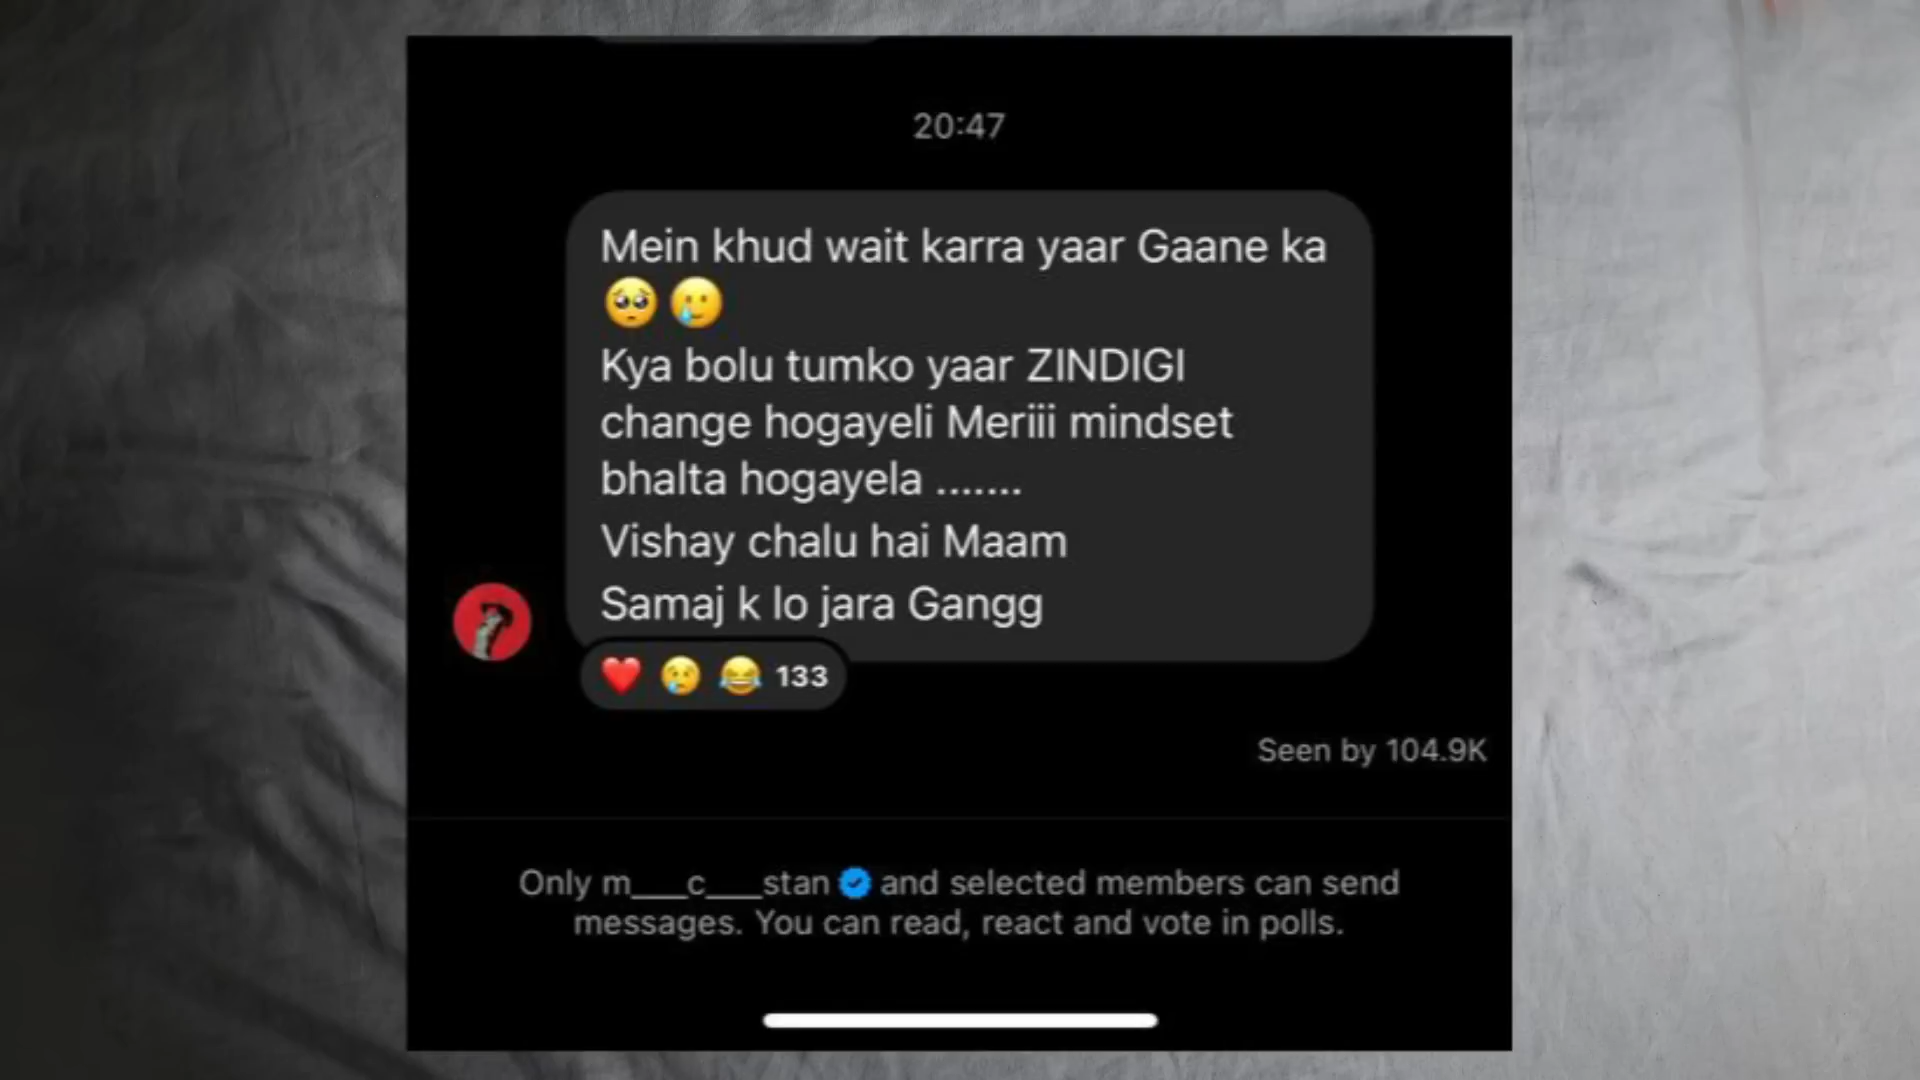 20:47
Mein khud wait karra yaar Gaane ka
🥺 🥲
Kya bolu tumko yaar ZINDIGI
change hogayeli Meriii mindset
bhalta hogayela .......
Vishay chalu hai Maam
Samaj k lo jara Gangg
❤️ 😢 😂 133
Seen by 104.9K
Only m___c___stan and selected members can send
messages. You can read, react and vote in polls.